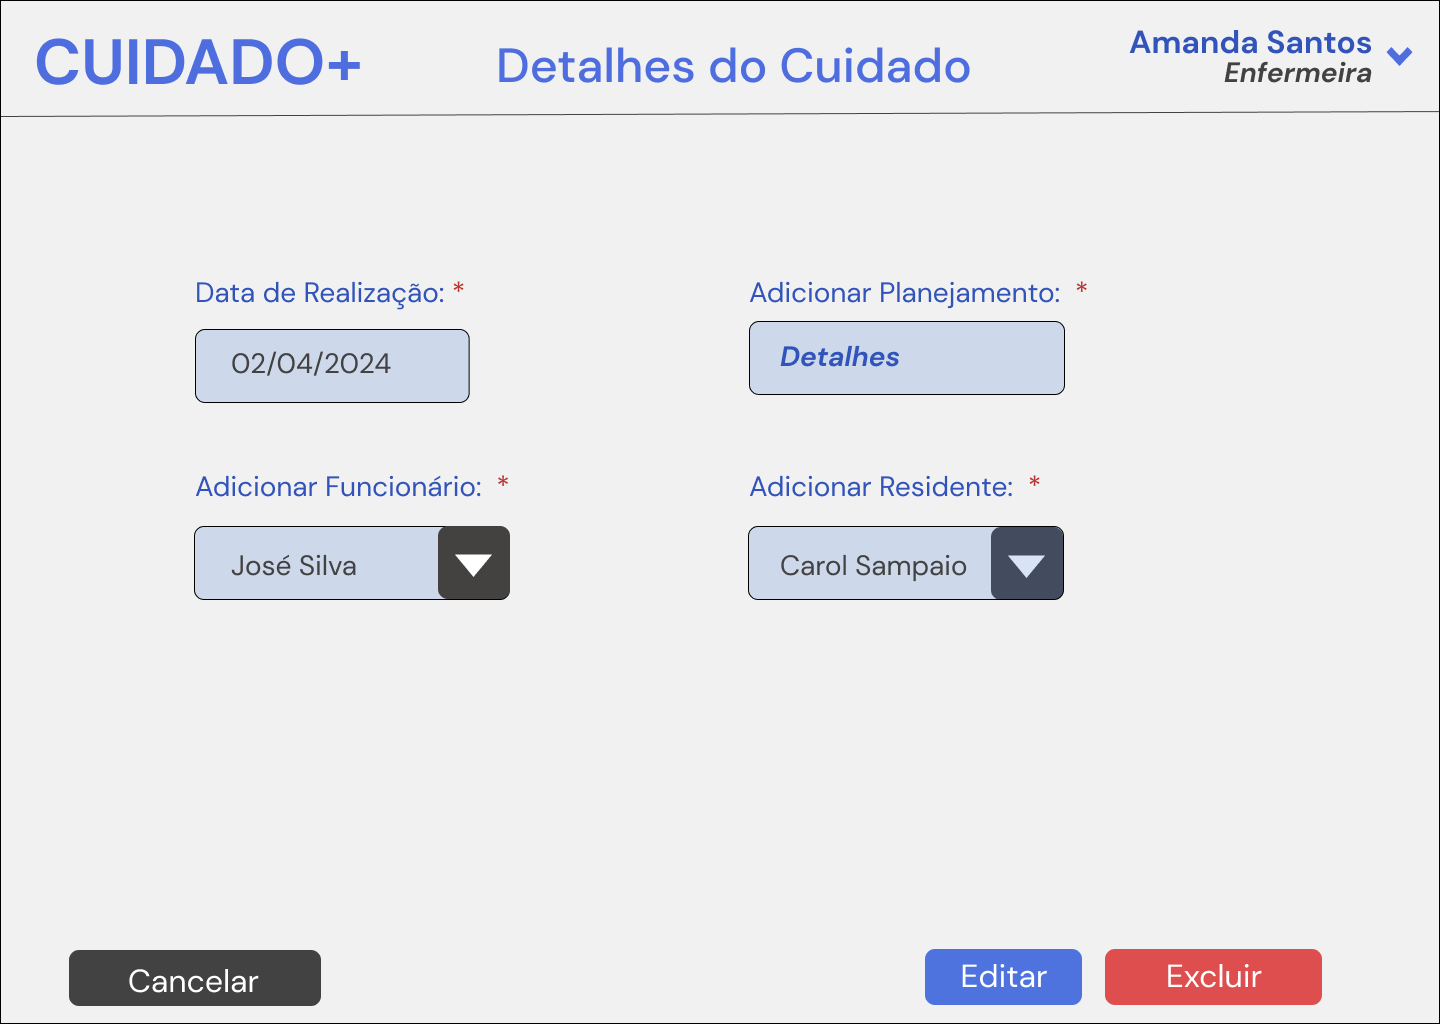 CUIDADO+
Detalhes do Cuidado
Amanda Santos
Enfermeira
Data de Realização: *
Adicionar Planejamento: *
02/04/2024
Detalhes
Adicionar Funcionário: *
Adicionar Residente: *
José Silva
Carol Sampaio
Cancelar
Editar
Excluir